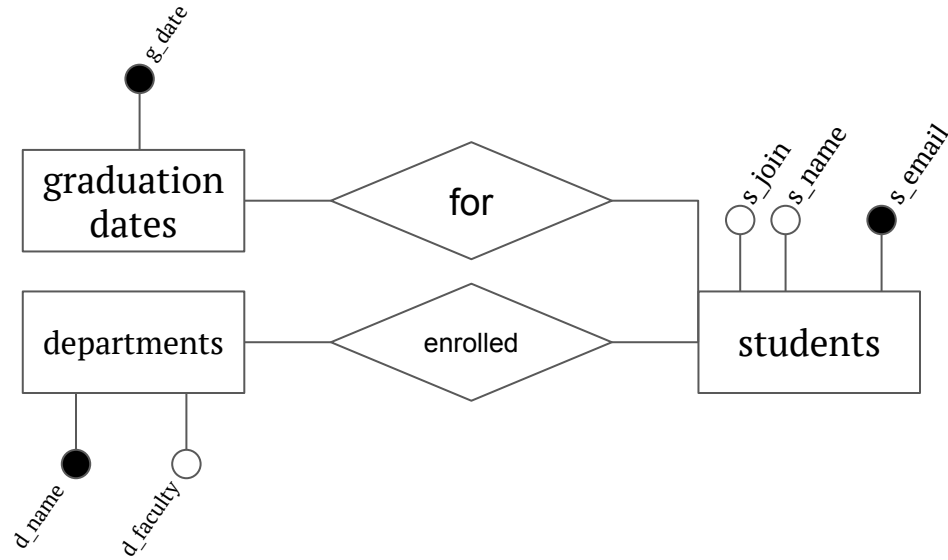 g_date
graduation
dates
for
s_join
s_name
s_email
departments
enrolled
students
d_name
d_faculty